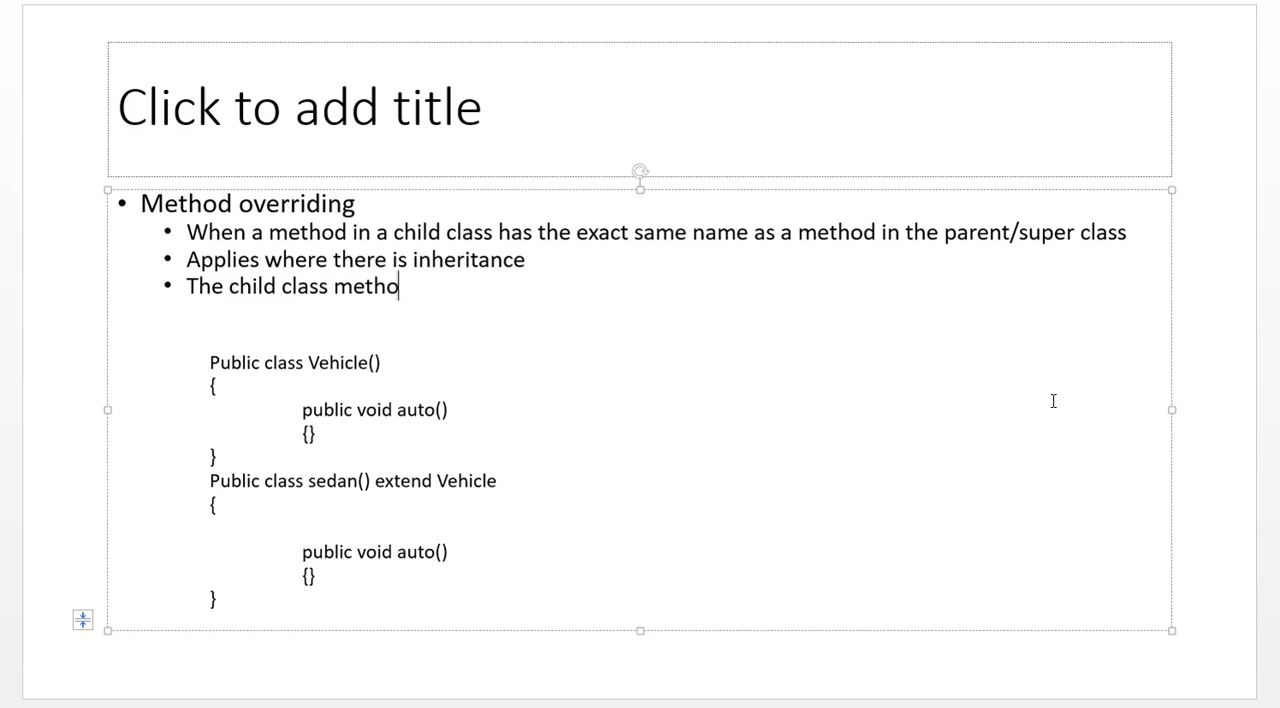 Click to add title
• Method overriding
• When a method in a child class has the exact same name as a method in the parent/super class
• Applies where there is inheritance
• The child class metho
Public class Vehicle()
{
public void auto()
{}
}
Public class sedan() extend Vehicle
{
public void auto()
{}
}